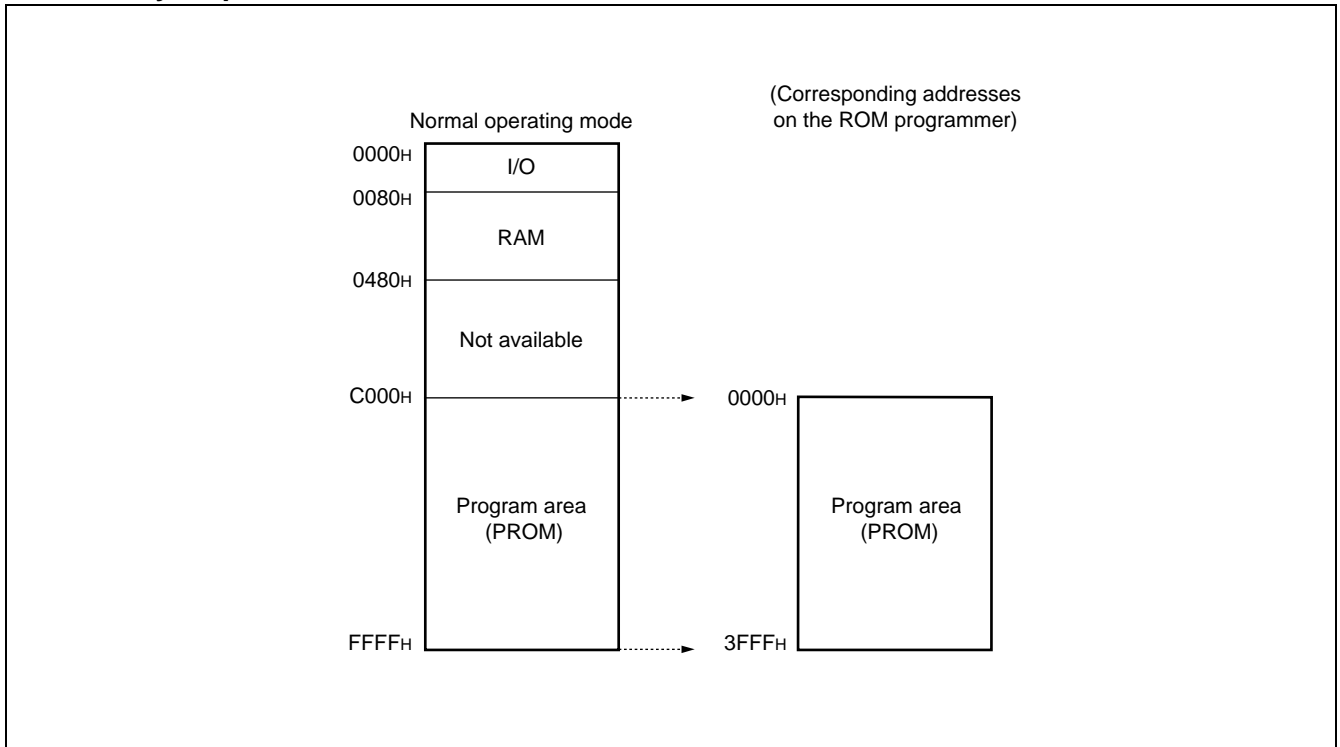 (Corresponding addresses
on the ROM programmer)
Normal operating mode
0000H
I/O
0080H
RAM
0480H
Not available
C000H
0000H
Program area
(PROM)
Program area
(PROM)
FFFFH
3FFFH